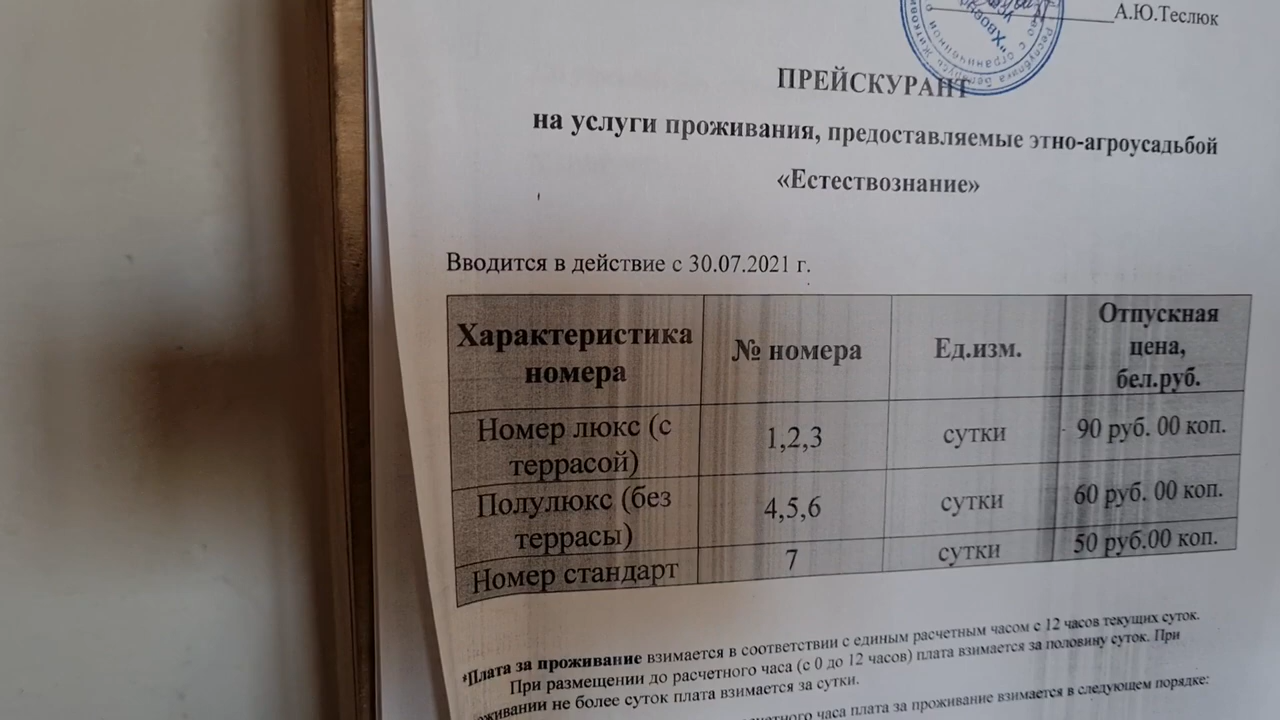 А.Ю.Теслюк
ПРЕЙСКУРАНТ
на услуги проживания, предоставляемые этно-агроусадьбой
«Естествознание»
Вводится в действие с 30.07.2021 г.
Характеристика номера
№ номера
Ед.изм.
Отпускная цена, бел.руб.
Номер люкс (с террасой)
1,2,3
сутки
90 руб. 00 коп.
Полулюкс (без террасы)
4,5,6
сутки
60 руб. 00 коп.
Номер стандарт
7
сутки
50 руб.00 коп.
*Плата за проживание взимается в соответствии с единым расчетным часом с 12 часов текущих суток.
При размещении до расчетного часа (с 0 до 12 часов) плата взимается за половину суток. При
не более суток плата взимается за сутки.
часа плата за проживание взимается в следующем порядке: